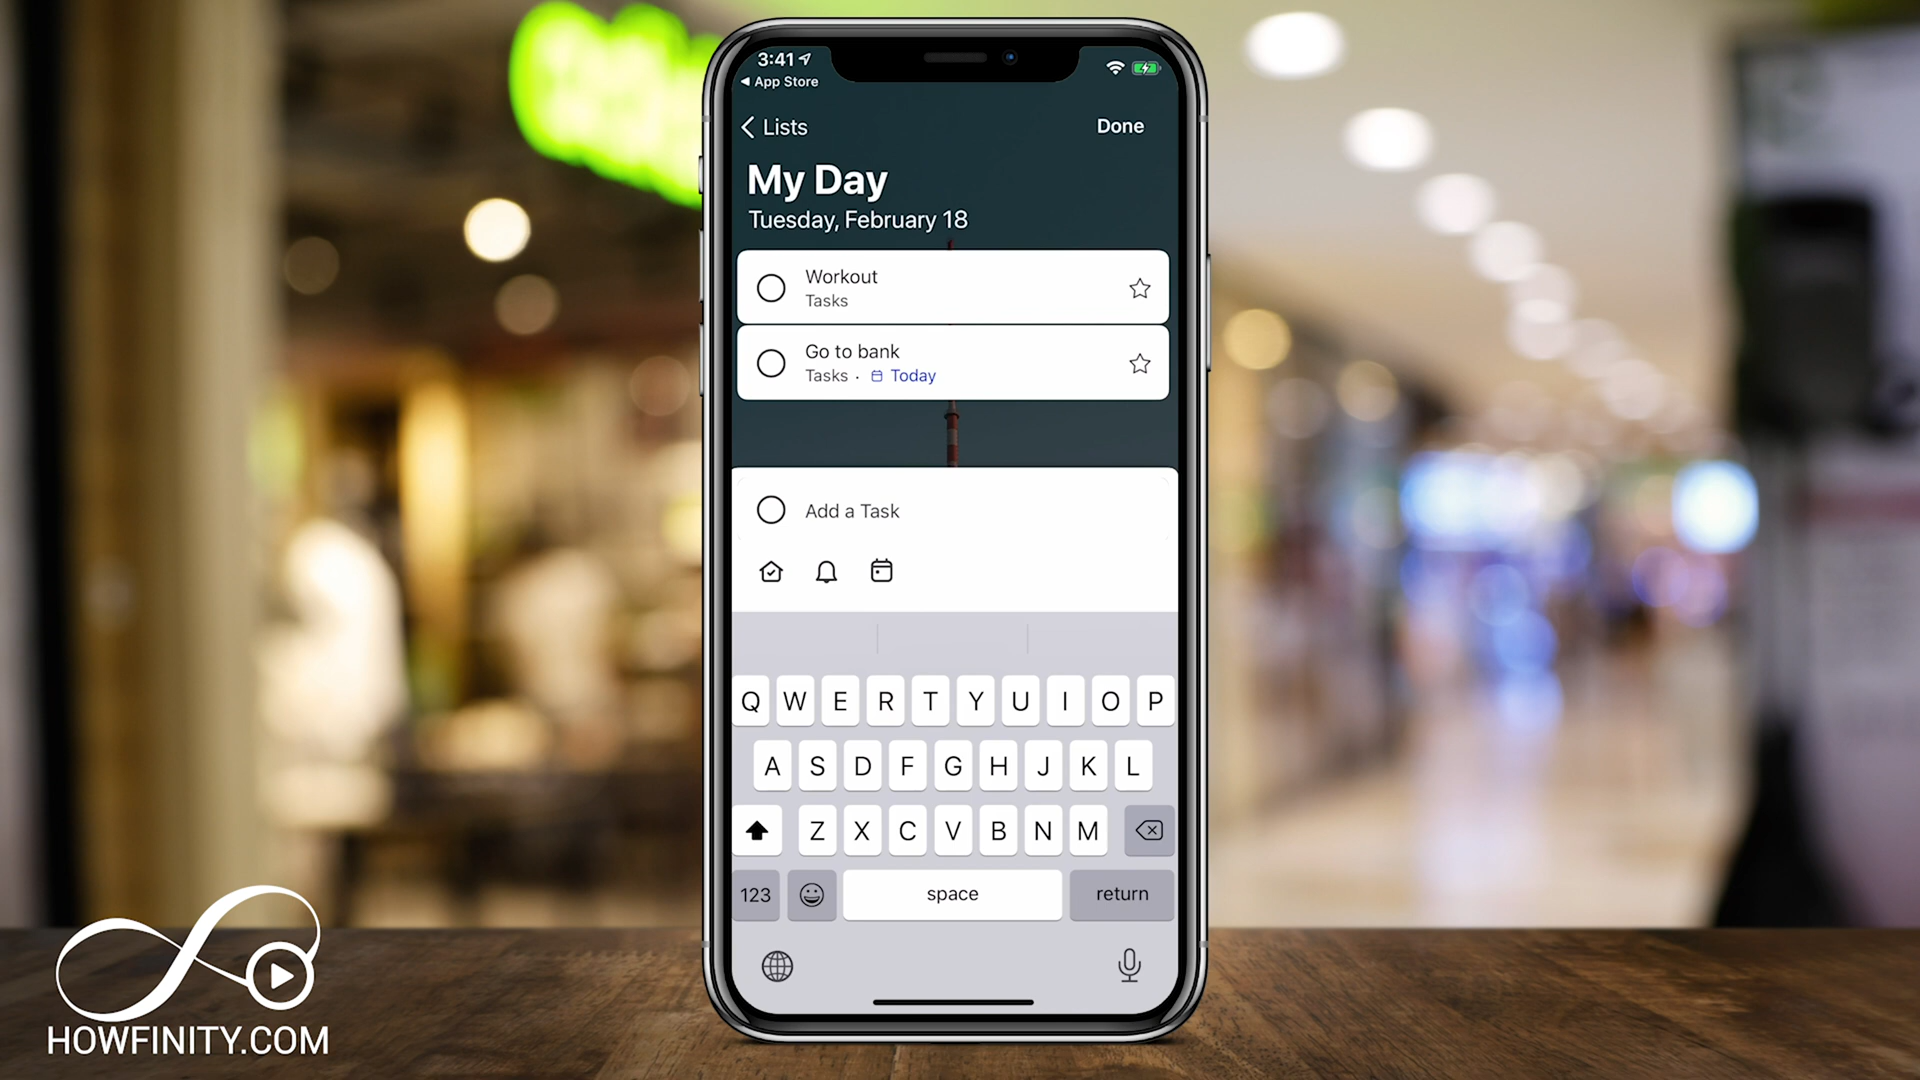 3:41
App Store
Lists
Done
My Day
Tuesday, February 18
Workout
Tasks
Go to bank
Tasks · Today
Add a Task
Q W E R T Y U I O P
A S D F G H J K L
Z X C V B N M
123
space
return
HOWFINITY.COM